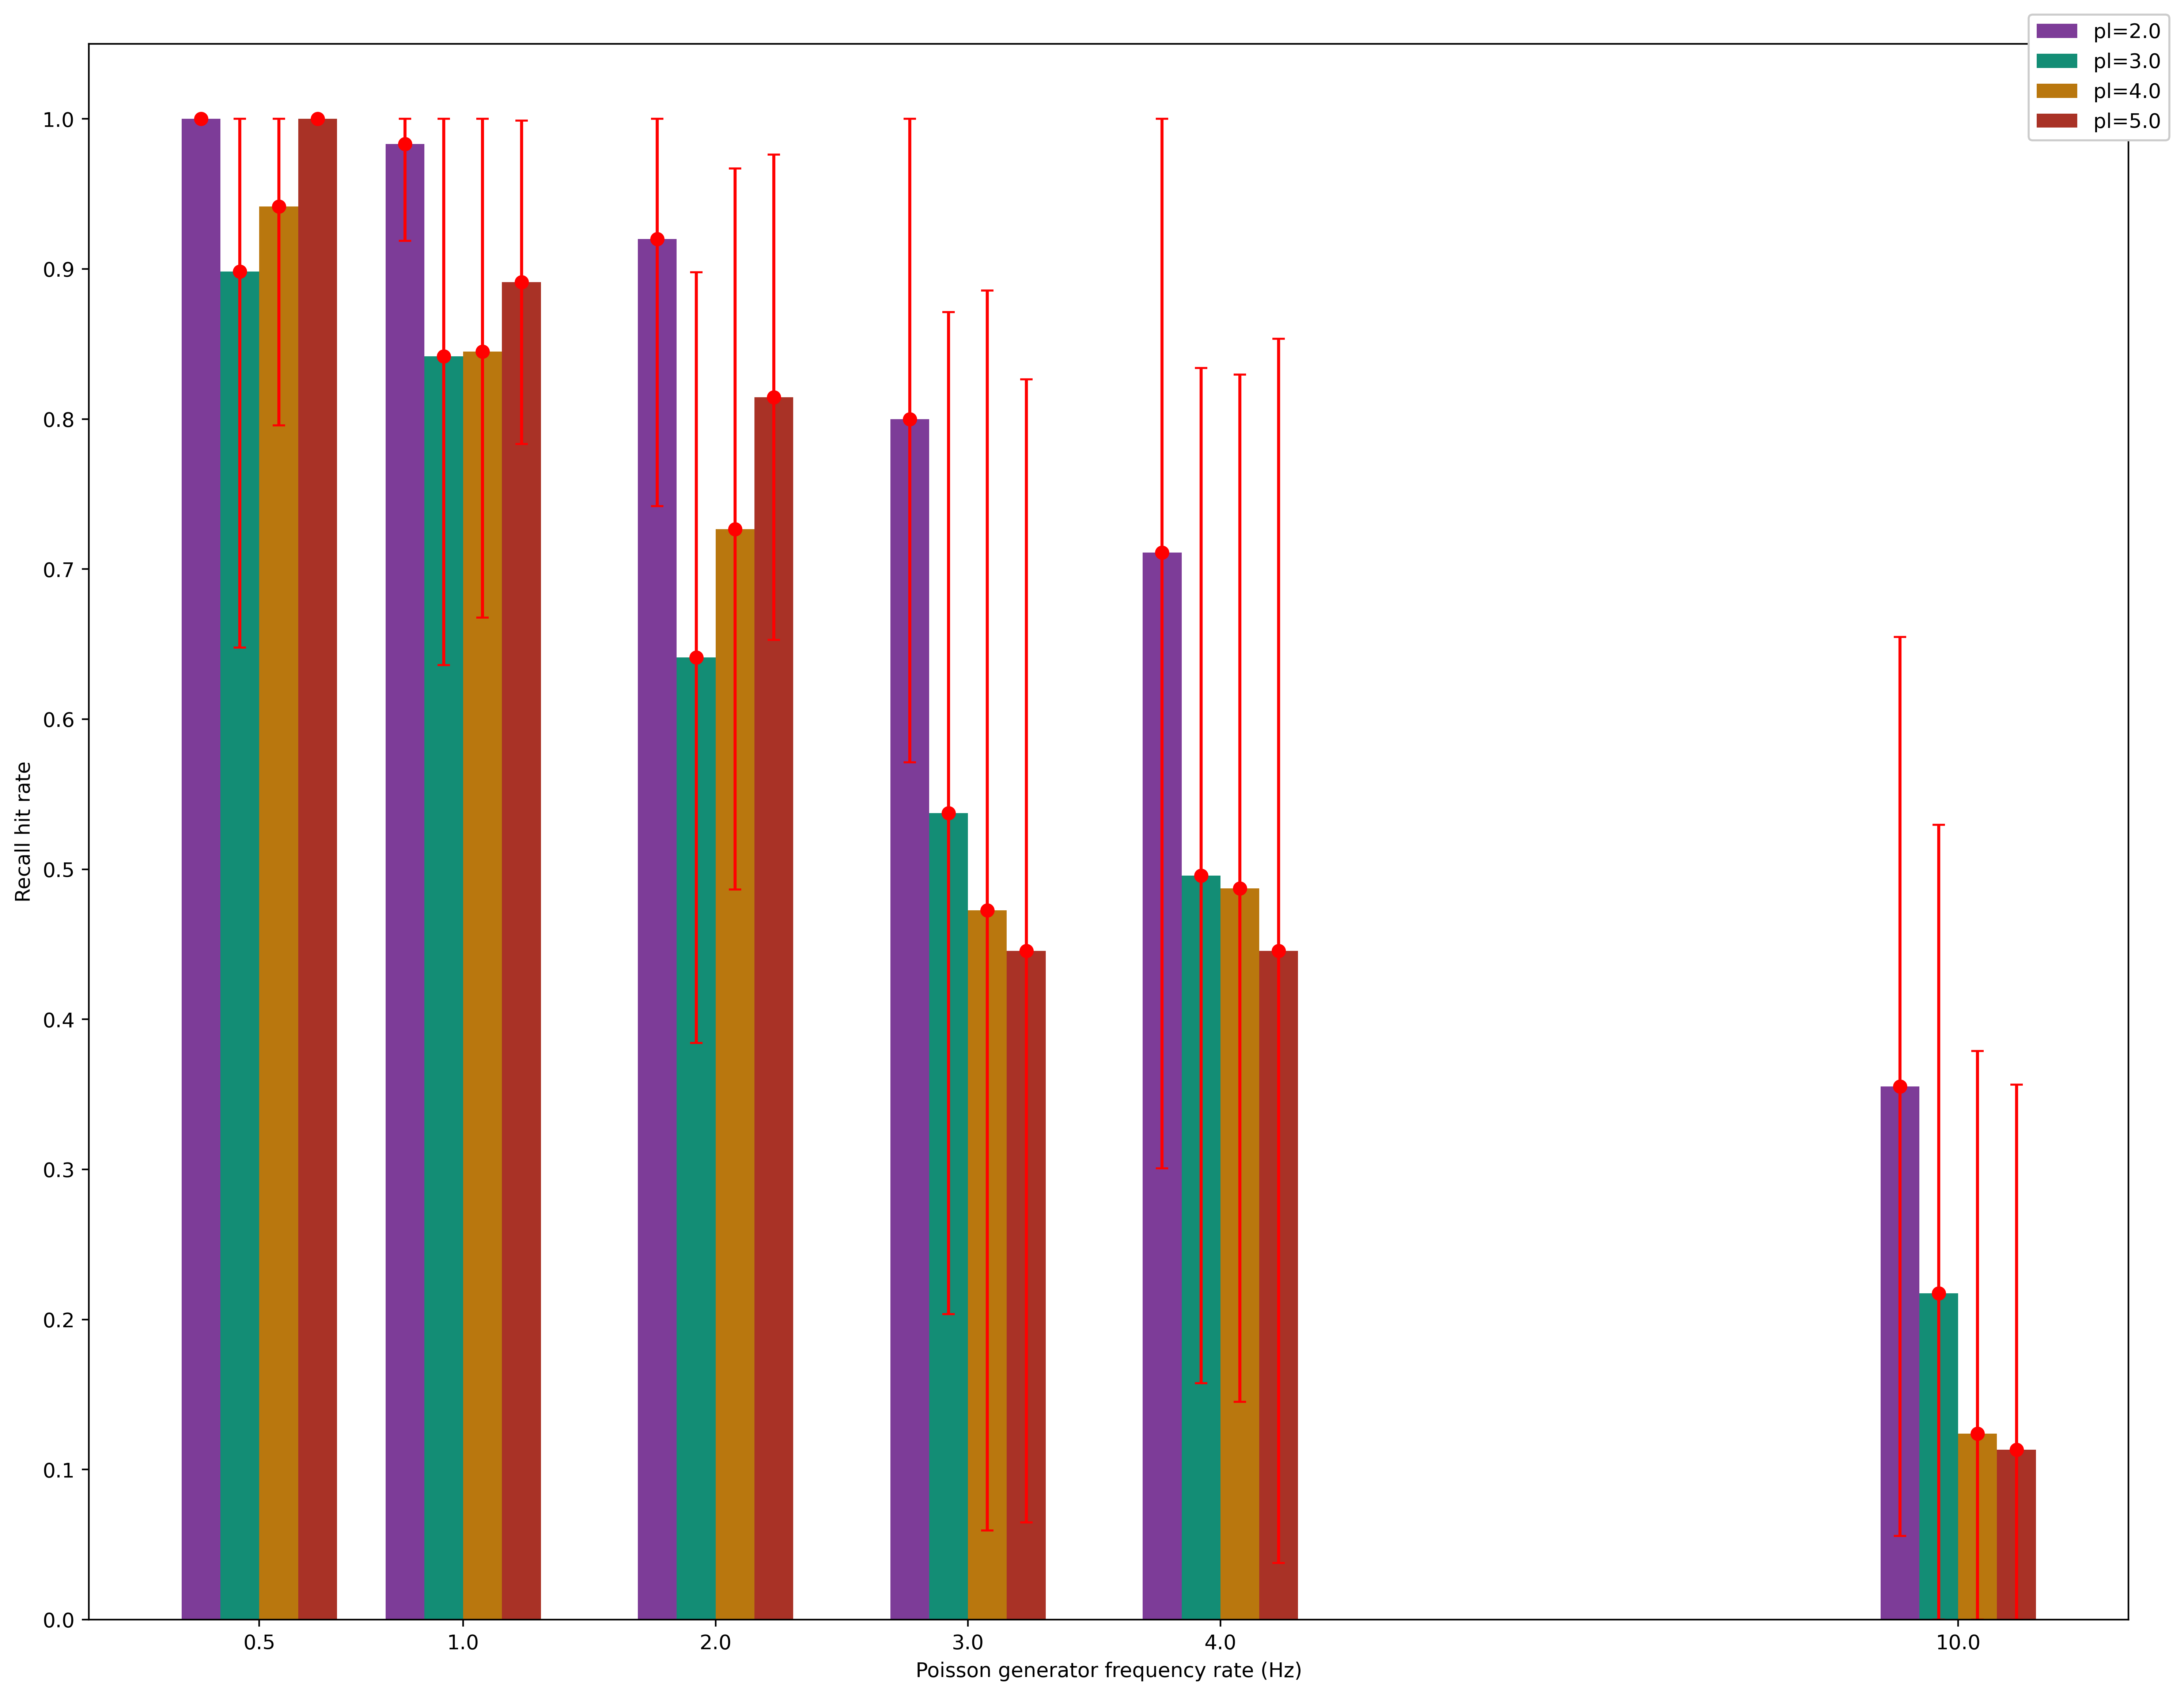 pl=2.0
pl=3.0
pl=4.0
pl=5.0
1.0
0.9
0.8
0.7
0.6
0.5
0.4
0.3
0.2
0.1
0.0
Recall hit rate
0.5 1.0 2.0 3.0 4.0 10.0
Poisson generator frequency rate (Hz)